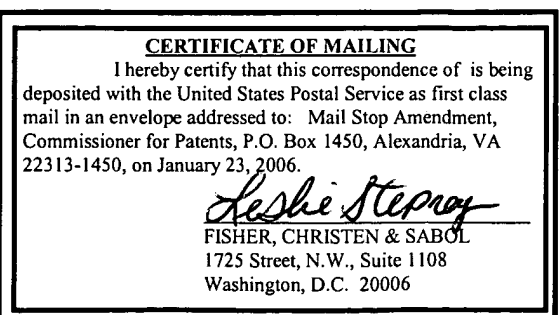 CERTIFICATE OF MAILING
I hereby certify that this correspondence of is being
deposited with the United States Postal Service as first class
mail in an envelope addressed to: Mail Stop Amendment,
Commissioner for Patents, P.O. Box 1450, Alexandria, VA
22313-1450, on January 23, 2006.
Leslie
FISHER, CHRISTEN & SABOL
1725 Street, N.W., Suite 1108
Washington, D.C. 20006